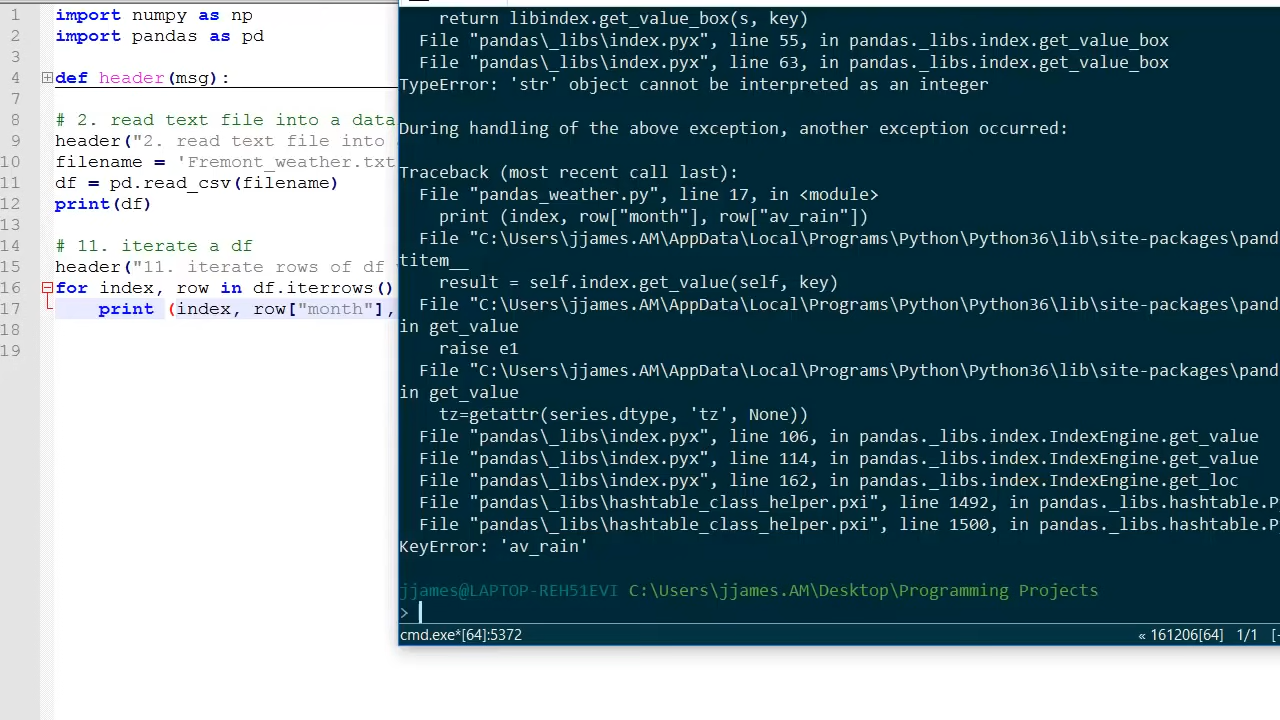 1 import numpy as np
2 import pandas as pd
3
4 def header(msg):
7
8 # 2. read text file into a data
9 header("2. read text file into
10 filename = 'Fremont_weather.txt
11 df = pd.read_csv(filename)
12 print(df)
13
14 # 11. iterate a df
15 header("11. iterate rows of df
16 for index, row in df.iterrows()
17 print (index, row["month"],
18
19
return libindex.get_value_box(s, key)
File "pandas\_libs\index.pyx", line 55, in pandas._libs.index.get_value_box
File "pandas\_libs\index.pyx", line 63, in pandas._libs.index.get_value_box
TypeError: 'str' object cannot be interpreted as an integer
During handling of the above exception, another exception occurred:
Traceback (most recent call last):
File "pandas_weather.py", line 17, in <module>
print (index, row["month"], row["av_rain"])
File "C:\Users\jjames.AM\AppData\Local\Programs\Python\Python36\lib\site-packages\pand
titem__
result = self.index.get_value(self, key)
File "C:\Users\jjames.AM\AppData\Local\Programs\Python\Python36\lib\site-packages\pand
in get_value
raise e1
File "C:\Users\jjames.AM\AppData\Local\Programs\Python\Python36\lib\site-packages\pand
in get_value
tz=getattr(series.dtype, 'tz', None))
File "pandas\_libs\index.pyx", line 106, in pandas._libs.index.IndexEngine.get_value
File "pandas\_libs\index.pyx", line 114, in pandas._libs.index.IndexEngine.get_value
File "pandas\_libs\index.pyx", line 162, in pandas._libs.index.IndexEngine.get_loc
File "pandas\_libs\hashtable_class_helper.pxi", line 1492, in pandas._libs.hashtable.P
File "pandas\_libs\hashtable_class_helper.pxi", line 1500, in pandas._libs.hashtable.P
KeyError: 'av_rain'
jjames@LAPTOP-REH51EVI C:\Users\jjames.AM\Desktop\Programming Projects
>
cmd.exe*[64]:5372 « 161206[64] 1/1 [-